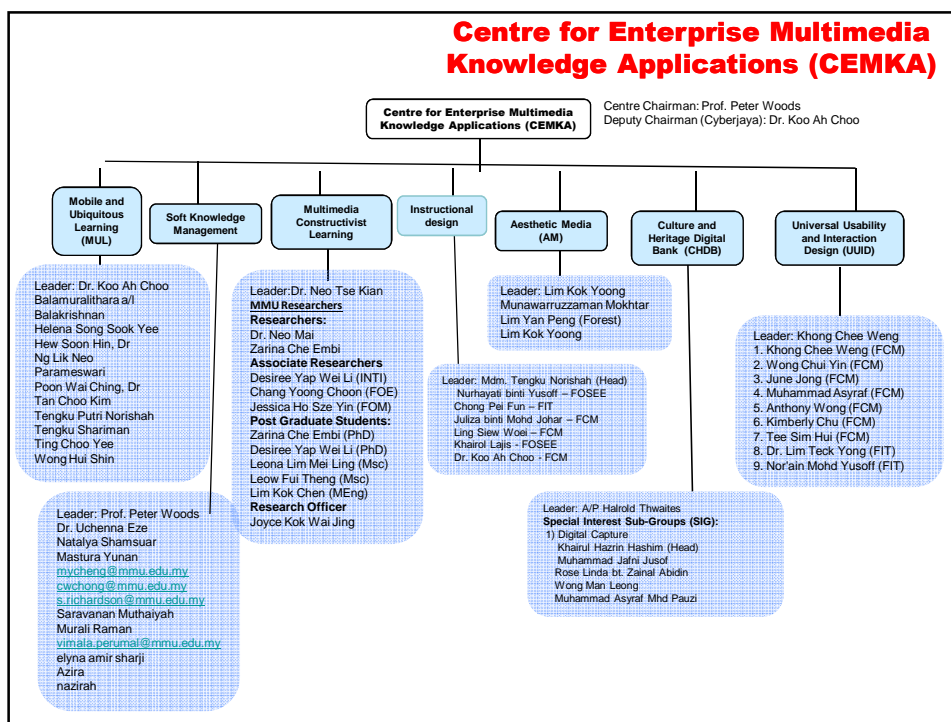 Centre for Enterprise Multimedia
Knowledge Applications (CEMKA)
Centre for Enterprise Multimedia
Knowledge Applications (CEMKA)
Centre Chairman: Prof. Peter Woods
Deputy Chairman (Cyberjaya): Dr. Koo Ah Choo
Mobile and
Ubiquitous
Learning
(MUL)
Soft Knowledge
Management
Multimedia
Constructivist
Learning
Instructional
design
Aesthetic Media
(AM)
Culture and
Heritage Digital
Bank (CHDB)
Universal Usability
and Interaction
Design (UUID)
Leader: Dr. Koo Ah Choo
Balamuralithara a/l
Balakrishnan
Helena Song Sook Yee
Hew Soon Hin, Dr
Ng Lik Neo
Parameswari
Poon Wai Ching, Dr
Tan Choo Kim
Tengku Putri Norishah
Tengku Shariman
Ting Choo Yee
Wong Hui Shin
Leader: Prof. Peter Woods
Dr. Uchenna Eze
Natalya Shamsuar
Mastura Yunan
mycheng@mmu.edu.my
cwchong@mmu.edu.my
s.richardson@mmu.edu.my
Saravanan Muthaiyah
Murali Raman
vimala.perumal@mmu.edu.my
elyna amir sharji
Azira
nazirah
Leader:Dr. Neo Tse Kian
MMU Researchers
Researchers:
Dr. Neo Mai
Zarina Che Embi
Associate Researchers
Desiree Yap Wei Li (INTI)
Chang Yoong Choon (FOE)
Jessica Ho Sze Yin (FOM)
Post Graduate Students:
Zarina Che Embi (PhD)
Desiree Yap Wei Li (PhD)
Leona Lim Mei Ling (Msc)
Leow Fui Theng (Msc)
Lim Kok Chen (MEng)
Research Officer
Joyce Kok Wai Jing
Leader: Mdm. Tengku Norishah (Head)
Nurhayati binti Yusoff – FOSEE
Chong Pei Fun – FIT
Juliza binti Mohd Johar – FCM
Ling Siew Woei – FCM
Khairol Lajis - FOSEE
Dr. Koo Ah Choo - FCM
Leader: Lim Kok Yoong
Munawarruzzaman Mokhtar
Lim Yan Peng (Forest)
Lim Kok Yoong
Leader: A/P Halrold Thwaites
Special Interest Sub-Groups (SIG):
1) Digital Capture
Khairul Hazrin Hashim (Head)
Muhammad Jafni Jusof
Rose Linda bt. Zainal Abidin
Wong Man Leong
Muhammad Asyraf Mhd Pauzi
Leader: Khong Chee Weng
1. Khong Chee Weng (FCM)
2. Wong Chui Yin (FCM)
3. June Jong (FCM)
4. Muhammad Asyraf (FCM)
5. Anthony Wong (FCM)
6. Kimberly Chu (FCM)
7. Tee Sim Hui (FCM)
8. Dr. Lim Teck Yong (FIT)
9. Nor'ain Mohd Yusoff (FIT)